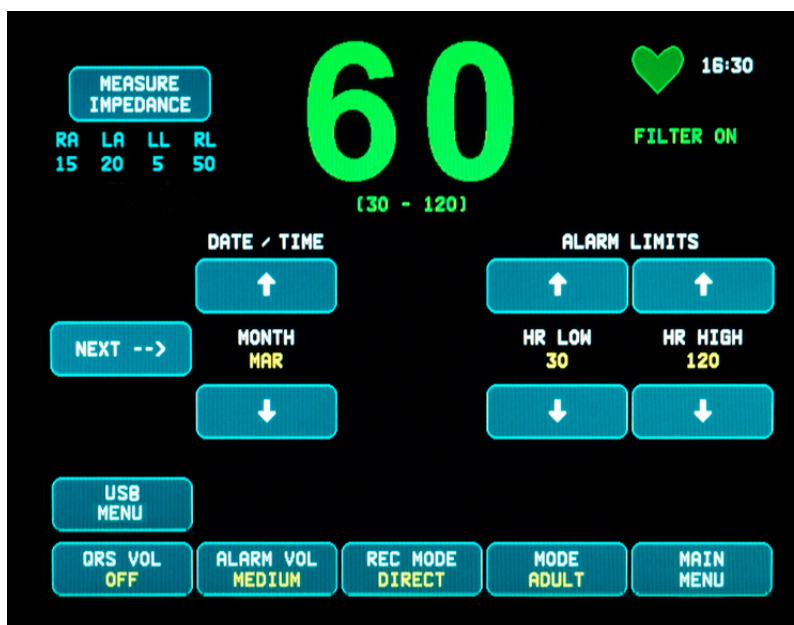 MEASURE
IMPEDANCE
RA LA LL RL
15 20 5 50
60
(30 - 120)
16:30
FILTER ON
DATE / TIME
ALARM LIMITS
NEXT -->
MONTH
MAR
HR LOW
30
HR HIGH
120
USB
MENU
QRS VOL
OFF
ALARM VOL
MEDIUM
REC MODE
DIRECT
MODE
ADULT
MAIN
MENU